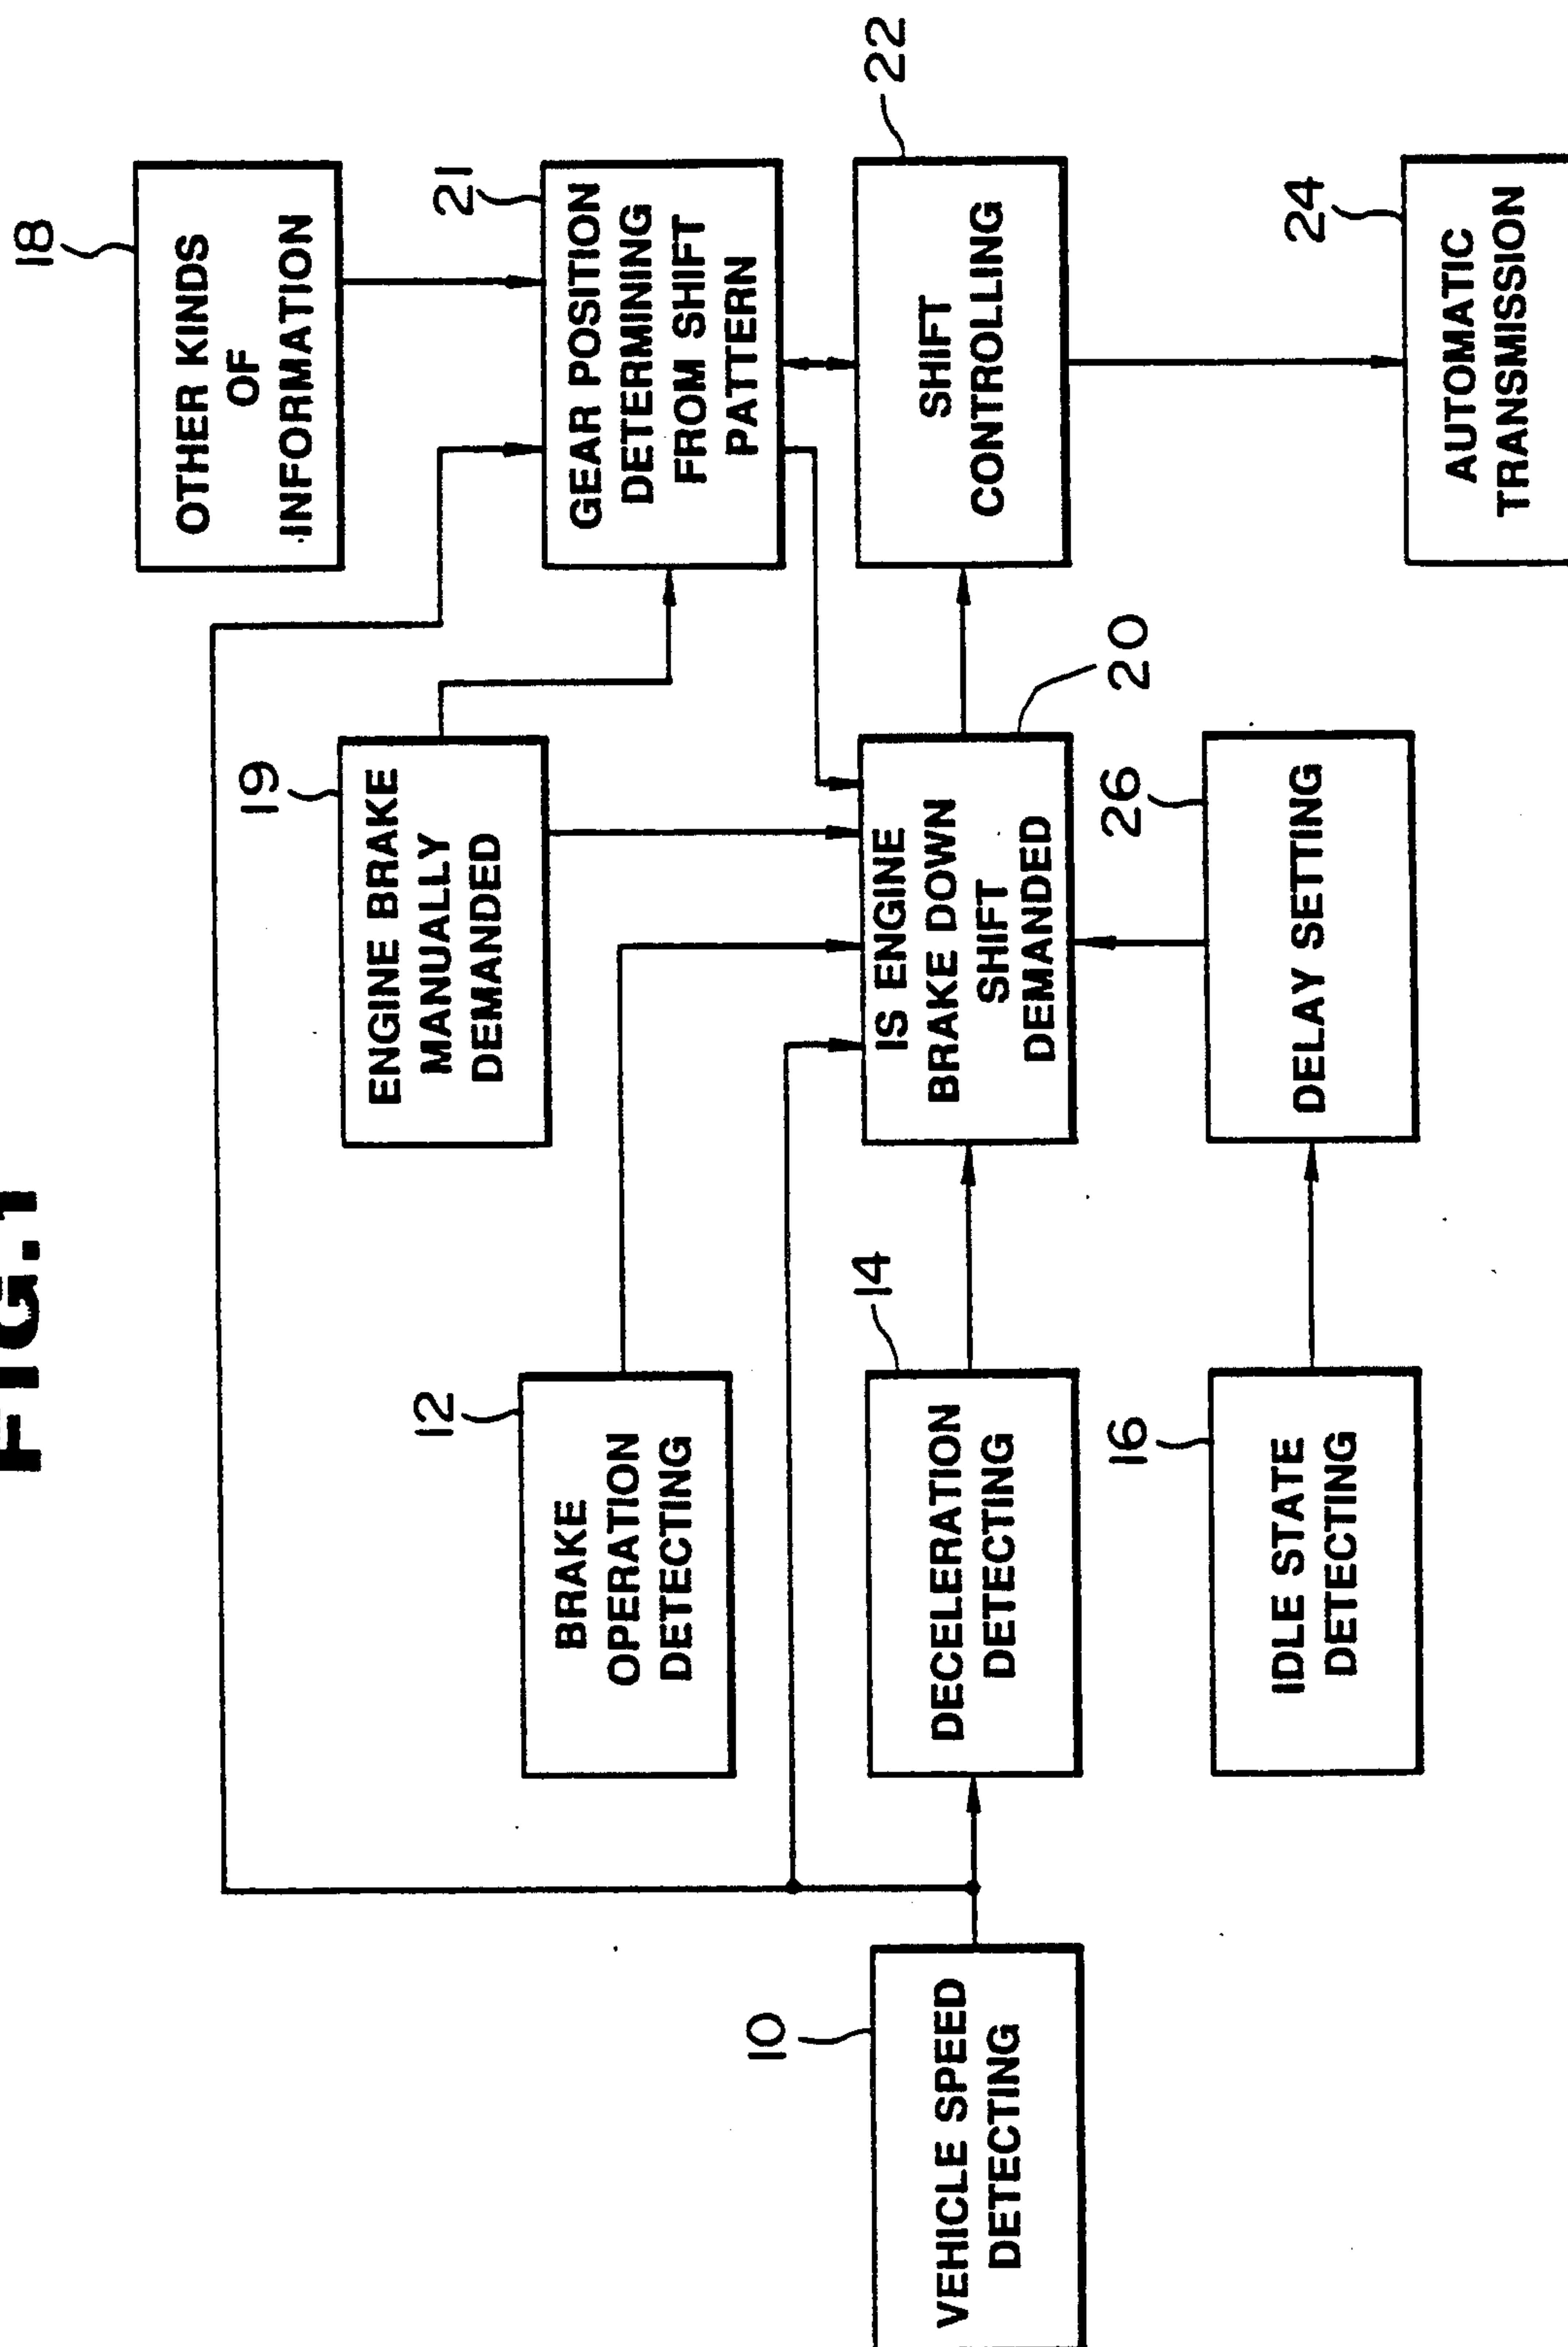 FIG.1
18
OTHER KINDS
OF
INFORMATION
19
ENGINE BRAKE
MANUALLY
DEMANDED
21
GEAR POSITION
DETERMINING
FROM SHIFT
PATTERN
12
BRAKE
OPERATION
DETECTING
10
VEHICLE SPEED
DETECTING
14
DECELERATION
DETECTING
IS ENGINE
BRAKE DOWN
SHIFT
DEMANDED
20
SHIFT
CONTROLLING
22
16
IDLE STATE
DETECTING
26
DELAY SETTING
24
AUTOMATIC
TRANSMISSION